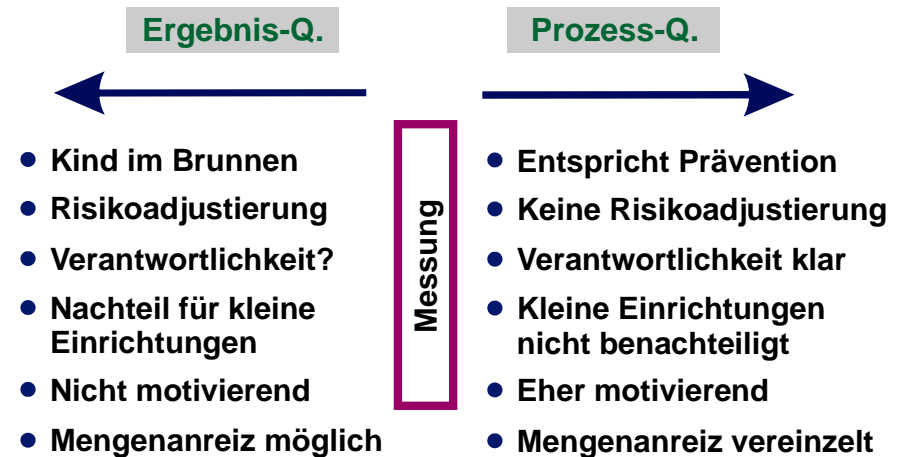 Ergebnis-Q.
• Kind im Brunnen
• Risikoadjustierung
• Verantwortlichkeit?
• Nachteil für kleine
Einrichtungen
• Nicht motivierend
• Mengenanreiz möglich
Messung
Prozess-Q.
• Entspricht Prävention
• Keine Risikoadjustierung
• Verantwortlichkeit klar
• Kleine Einrichtungen
nicht benachteiligt
• Eher motivierend
• Mengenanreiz vereinzelt